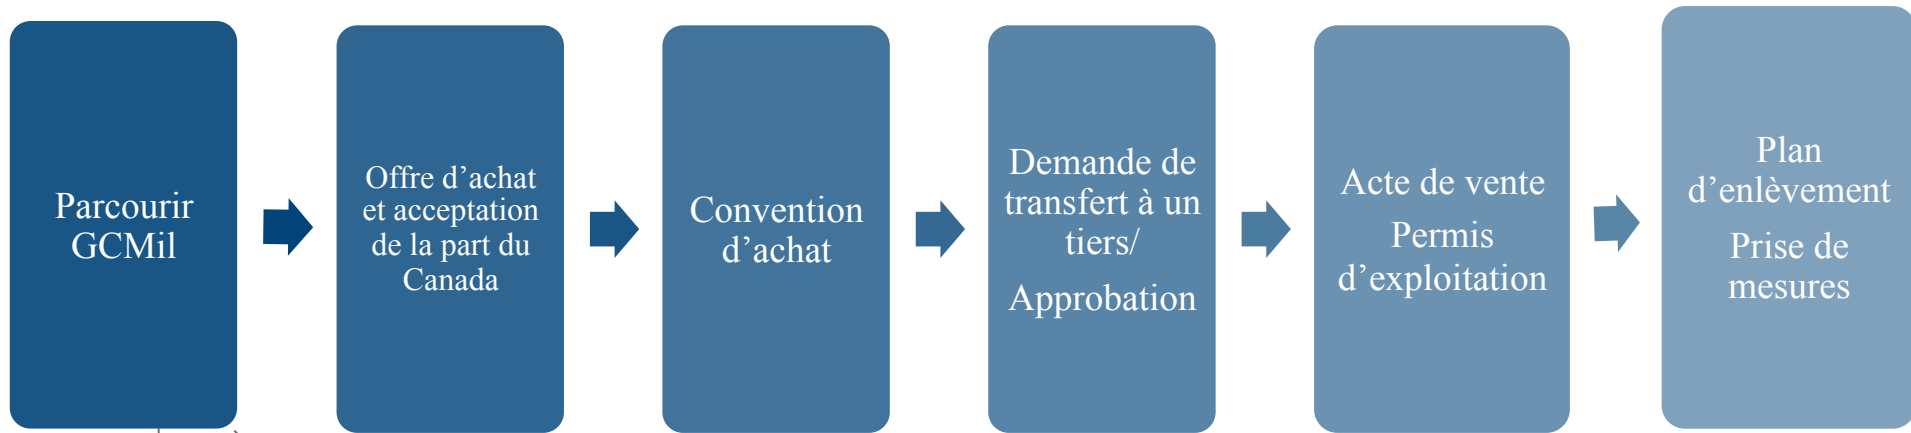 Parcourir
GCMil
Offre d’achat
et acceptation
de la part du
Canada
Convention
d’achat
Demande de
transfert à un
tiers/
Approbation
Acte de vente
Permis
d’exploitation
Plan
d’enlèvement
Prise de
mesures